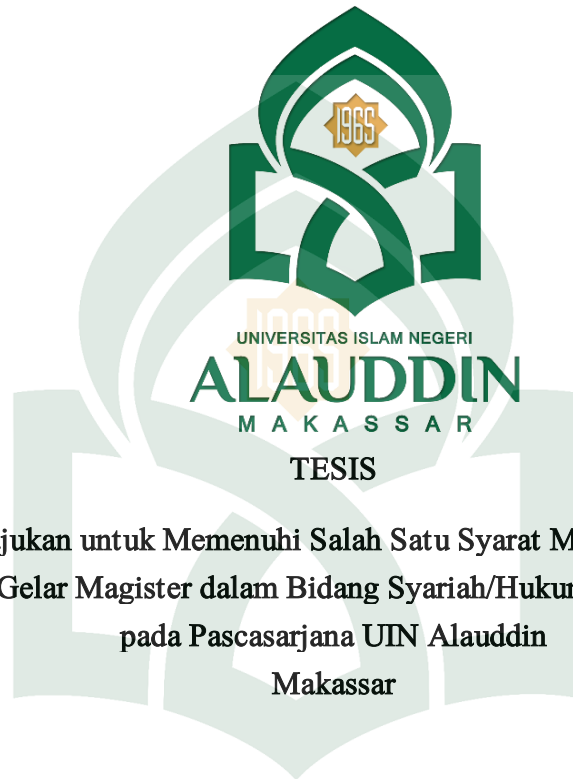 1965
UNIVERSITAS ISLAM NEGERI
ALAUDDIN
MAKASSAR
TESIS
jukan untuk Memenuhi Salah Satu Syarat M
Gelar Magister dalam Bidang Syariah/Hukum
pada Pascasarjana UIN Alauddin
Makassar